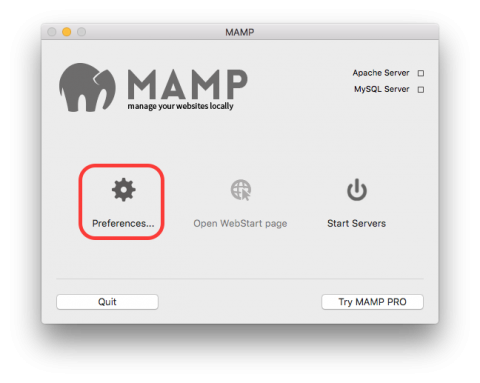 MAMP
MAMP
manage your websites locally
Apache Server
MySQL Server
Preferences...
Open WebStart page
Start Servers
Quit
Try MAMP PRO